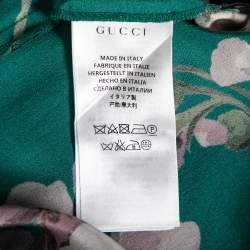 GUCCI
MADE IN ITALY
FABRIQUÉ EN ITALIE
HERGESTELLT IN ITALIEN
HECHO EN ITALIA
СДЕЛАНО В ИТАЛИИ
イタリア製
产地:意大利